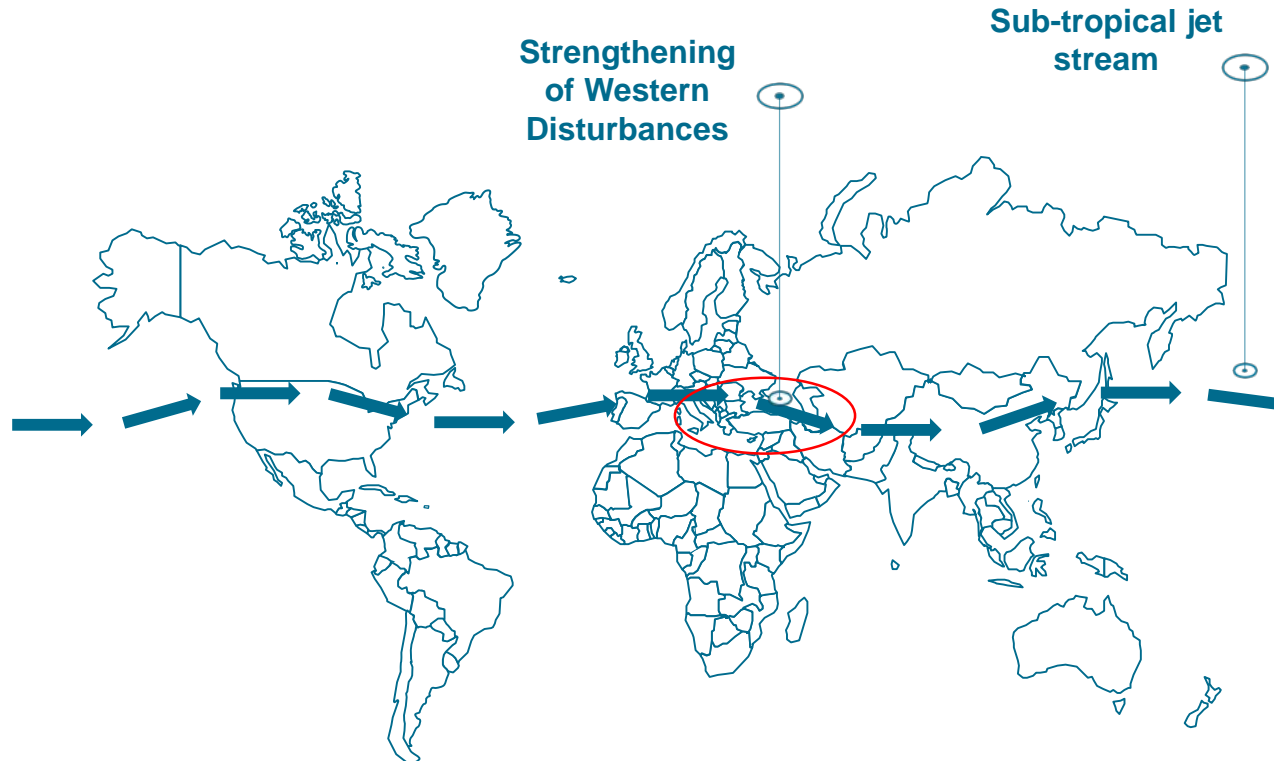 Strengthening
of Western
Disturbances
Sub-tropical jet
stream